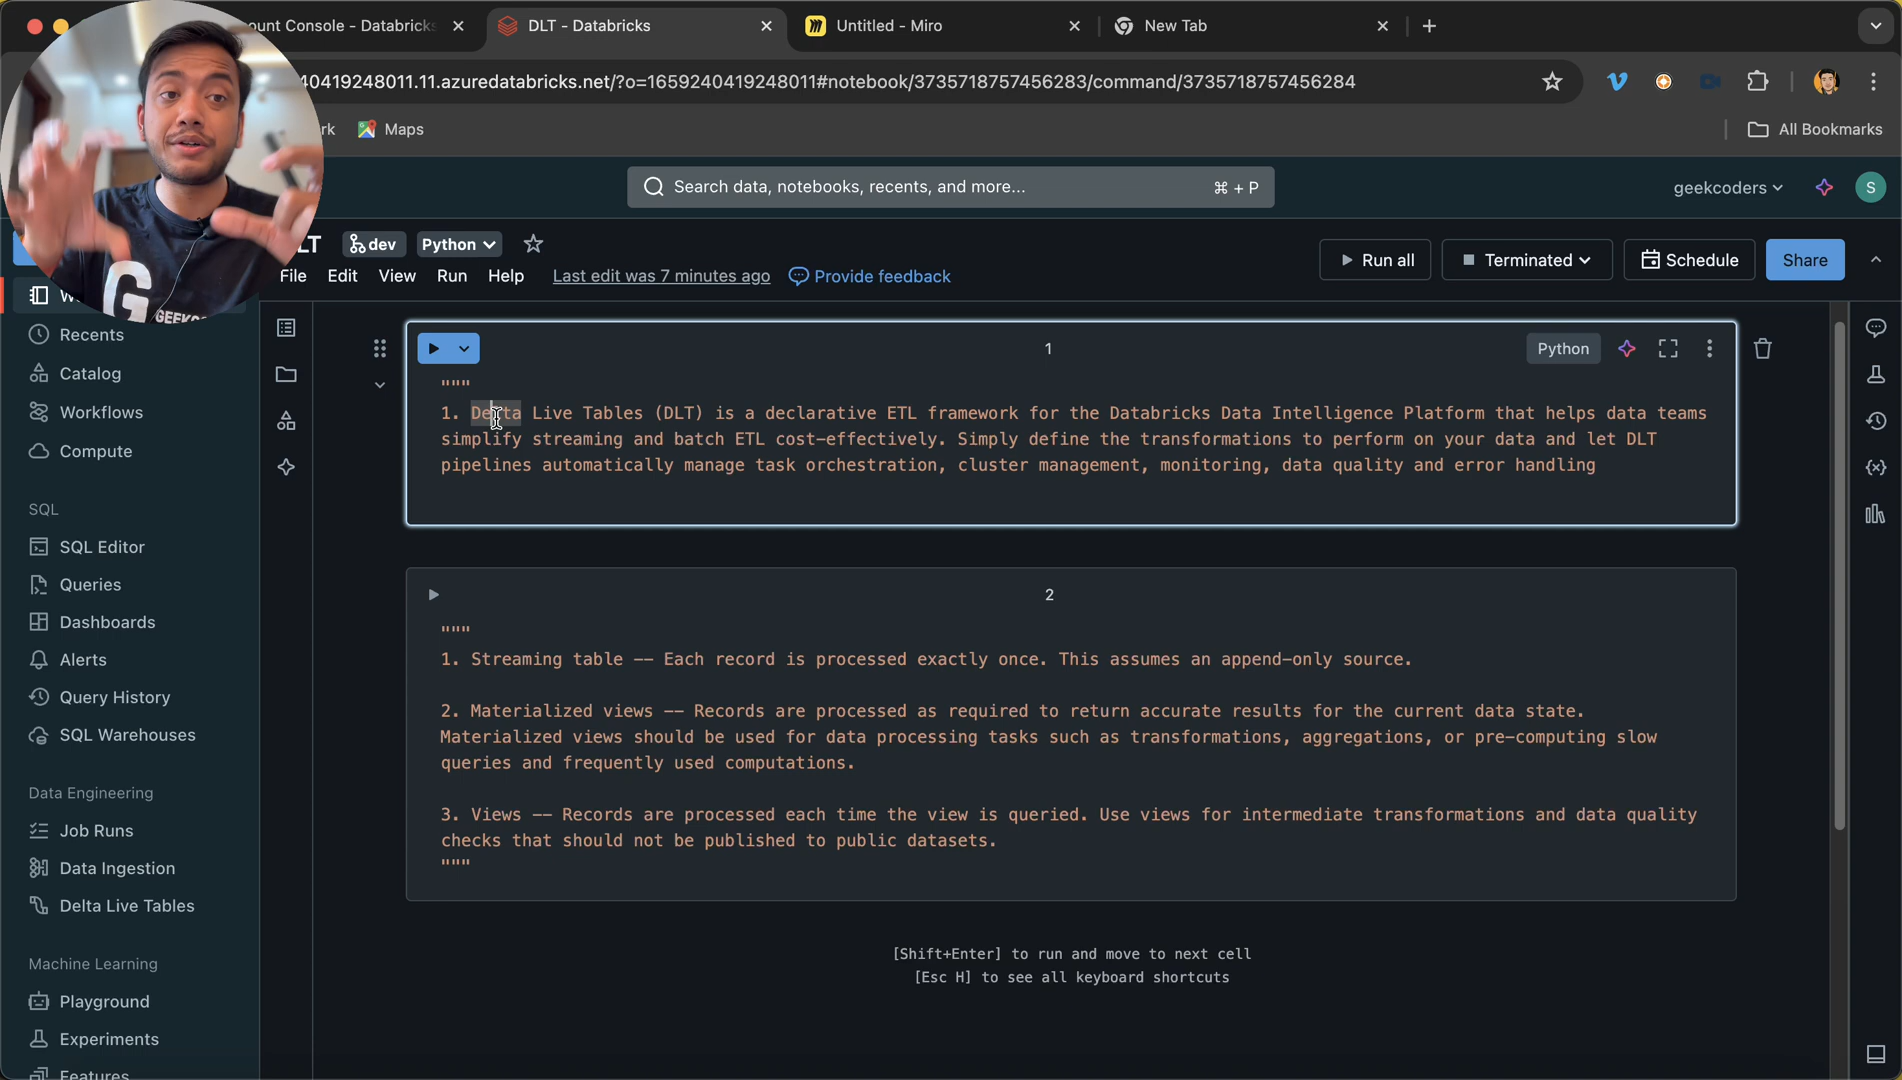 ount Console - Databricks
DLT - Databricks
Untitled - Miro
New Tab
40419248011.11.azuredatabricks.net/?o=1659240419248011#notebook/3735718757456283/command/3735718757456284
rk
Maps
All Bookmarks
Search data, notebooks, recents, and more...
⌘ + P
geekcoders
S
LT
dev
Python
File
Edit
View
Run
Help
Last edit was 7 minutes ago
Provide feedback
Run all
Terminated
Schedule
Share
G
GEEKC
W
Recents
Catalog
Workflows
Compute
SQL
SQL Editor
Queries
Dashboards
Alerts
Query History
SQL Warehouses
Data Engineering
Job Runs
Data Ingestion
Delta Live Tables
Machine Learning
Playground
Experiments
Features
1
Python
"""
1. Delta Live Tables (DLT) is a declarative ETL framework for the Databricks Data Intelligence Platform that helps data teams
simplify streaming and batch ETL cost-effectively. Simply define the transformations to perform on your data and let DLT
pipelines automatically manage task orchestration, cluster management, monitoring, data quality and error handling
2
"""
1. Streaming table -- Each record is processed exactly once. This assumes an append-only source.
2. Materialized views -- Records are processed as required to return accurate results for the current data state.
Materialized views should be used for data processing tasks such as transformations, aggregations, or pre-computing slow
queries and frequently used computations.
3. Views -- Records are processed each time the view is queried. Use views for intermediate transformations and data quality
checks that should not be published to public datasets.
"""
[Shift+Enter] to run and move to next cell
[Esc H] to see all keyboard shortcuts